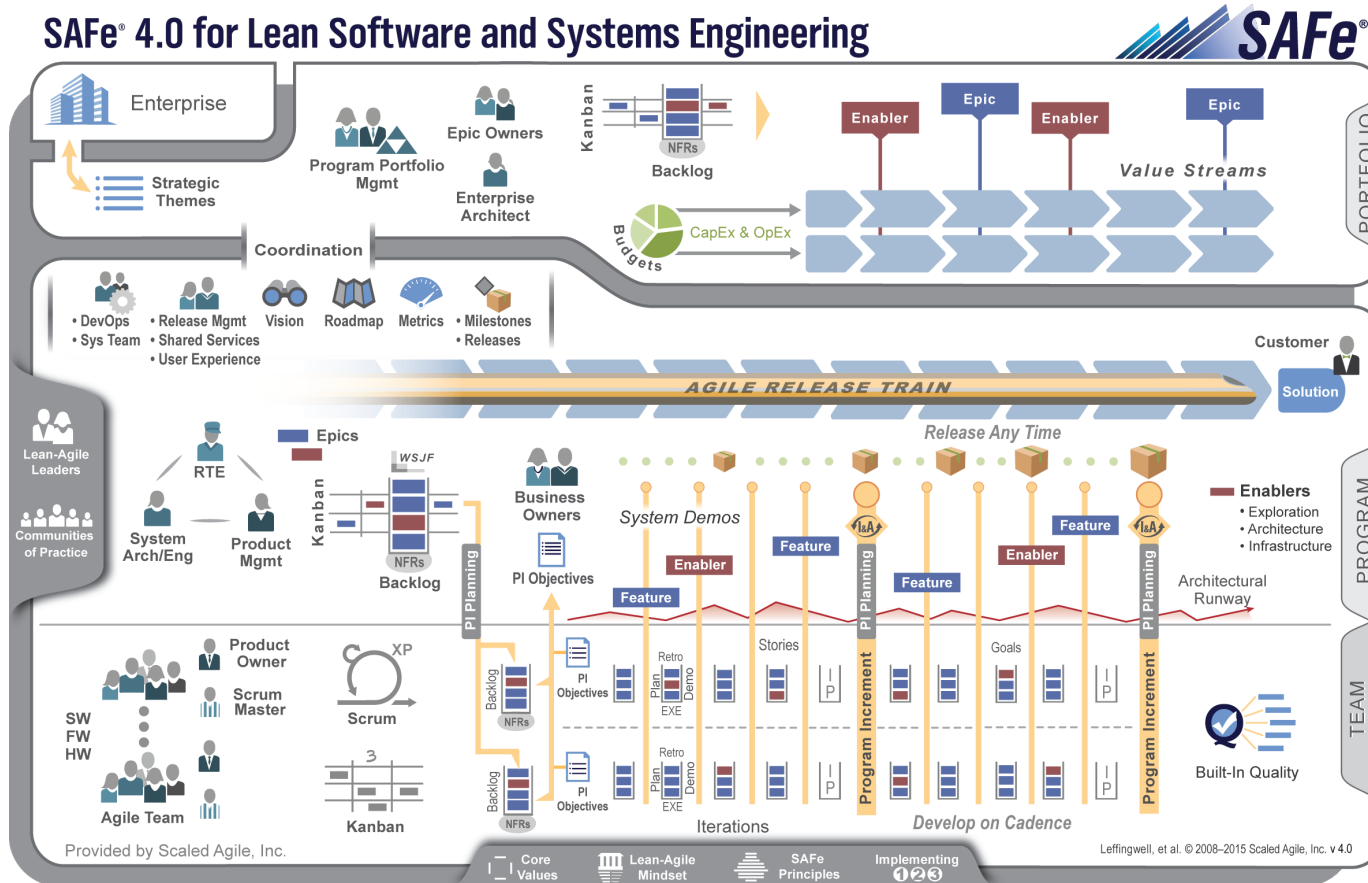 SAFe® 4.0 for Lean Software and Systems Engineering
SAFe®
Enterprise
Strategic
Themes
Program Portfolio
Mgmt
Epic Owners
Enterprise
Architect
Kanban
NFRs
Backlog
Enabler
Epic
Enabler
Epic
Value Streams
Budgets
CapEx & OpEx
PORTFOLIO
Coordination
• DevOps
• Sys Team
• Release Mgmt
• Shared Services
• User Experience
Vision
Roadmap
Metrics
• Milestones
• Releases
Customer
Solution
AGILE RELEASE TRAIN
Release Any Time
Lean-Agile
Leaders
Communities
of Practice
RTE
System
Arch/Eng
Product
Mgmt
Epics
WSJF
Kanban
NFRs
Backlog
PI Planning
Business
Owners
PI Objectives
System Demos
Feature
Enabler
Feature
I&A
PI Planning
Feature
Enabler
Feature
I&A
PI Planning
Enablers
• Exploration
• Architecture
• Infrastructure
Architectural
Runway
PROGRAM
SW
FW
HW
Product
Owner
Scrum
Master
Agile Team
XP
Scrum
3
Kanban
Backlog
NFRs
PI
Objectives
Plan
Retro
Demo
EXE
Stories
I
P
Program Increment
Goals
I
P
Program Increment
Backlog
NFRs
PI
Objectives
Plan
Retro
Demo
EXE
I
P
I
P
Iterations
Develop on Cadence
Built-In Quality
TEAM
Provided by Scaled Agile, Inc.
Leffingwell, et al. © 2008–2015 Scaled Agile, Inc. v 4.0
Core
Values
Lean-Agile
Mindset
SAFe
Principles
Implementing
1 2 3